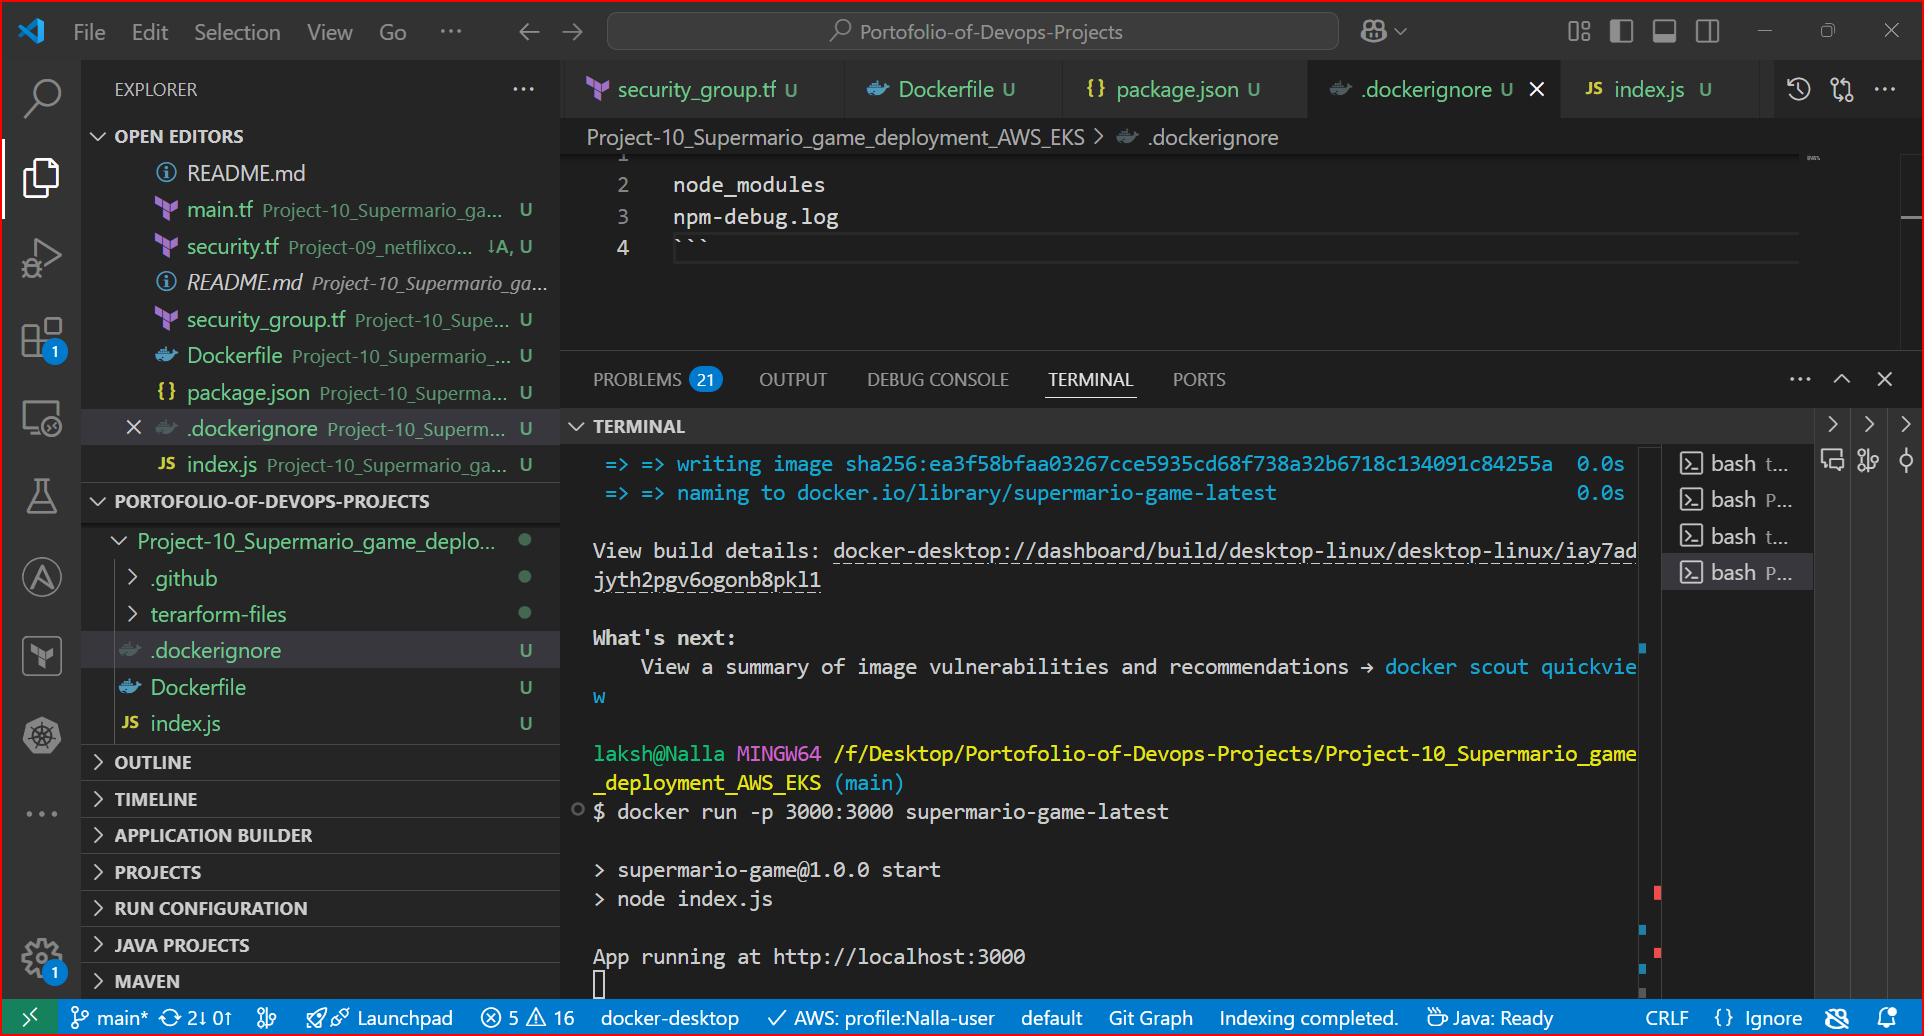 File Edit Selection View Go ··· Portofolio-of-Devops-Projects
EXPLORER
OPEN EDITORS
README.md
main.tf Project-10_Supermario_ga... U
security.tf Project-09_netflixco... ↓A, U
README.md Project-10_Supermario_ga...
security_group.tf Project-10_Supe... U
Dockerfile Project-10_Supermario_... U
{} package.json Project-10_Superma... U
.dockerignore Project-10_Superm... U
JS index.js Project-10_Supermario_ga... U
PORTOFOLIO-OF-DEVOPS-PROJECTS
Project-10_Supermario_game_deplo...
.github
terarform-files
.dockerignore U
Dockerfile U
JS index.js U
OUTLINE
TIMELINE
APPLICATION BUILDER
PROJECTS
RUN CONFIGURATION
JAVA PROJECTS
MAVEN
1
1
security_group.tf U Dockerfile U {} package.json U .dockerignore U JS index.js U
Project-10_Supermario_game_deployment_AWS_EKS > .dockerignore
1
2 node_modules
3 npm-debug.log
4 ```
PROBLEMS 21 OUTPUT DEBUG CONSOLE TERMINAL PORTS
TERMINAL
=> => writing image sha256:ea3f58bfaa03267cce5935cd68f738a32b6718c134091c84255a 0.0s
=> => naming to docker.io/library/supermario-game-latest 0.0s
View build details: docker-desktop://dashboard/build/desktop-linux/desktop-linux/iay7ad
jyth2pgv6ogonb8pkl1
What's next:
View a summary of image vulnerabilities and recommendations → docker scout quickvie
w
laksh@Nalla MINGW64 /f/Desktop/Portofolio-of-Devops-Projects/Project-10_Supermario_game
_deployment_AWS_EKS (main)
$ docker run -p 3000:3000 supermario-game-latest
> supermario-game@1.0.0 start
> node index.js
App running at http://localhost:3000
bash t...
bash P...
bash t...
bash P...
main* 2↓ 0↑ Launchpad 5 16 docker-desktop AWS: profile:Nalla-user default Git Graph Indexing completed. Java: Ready CRLF {} Ignore